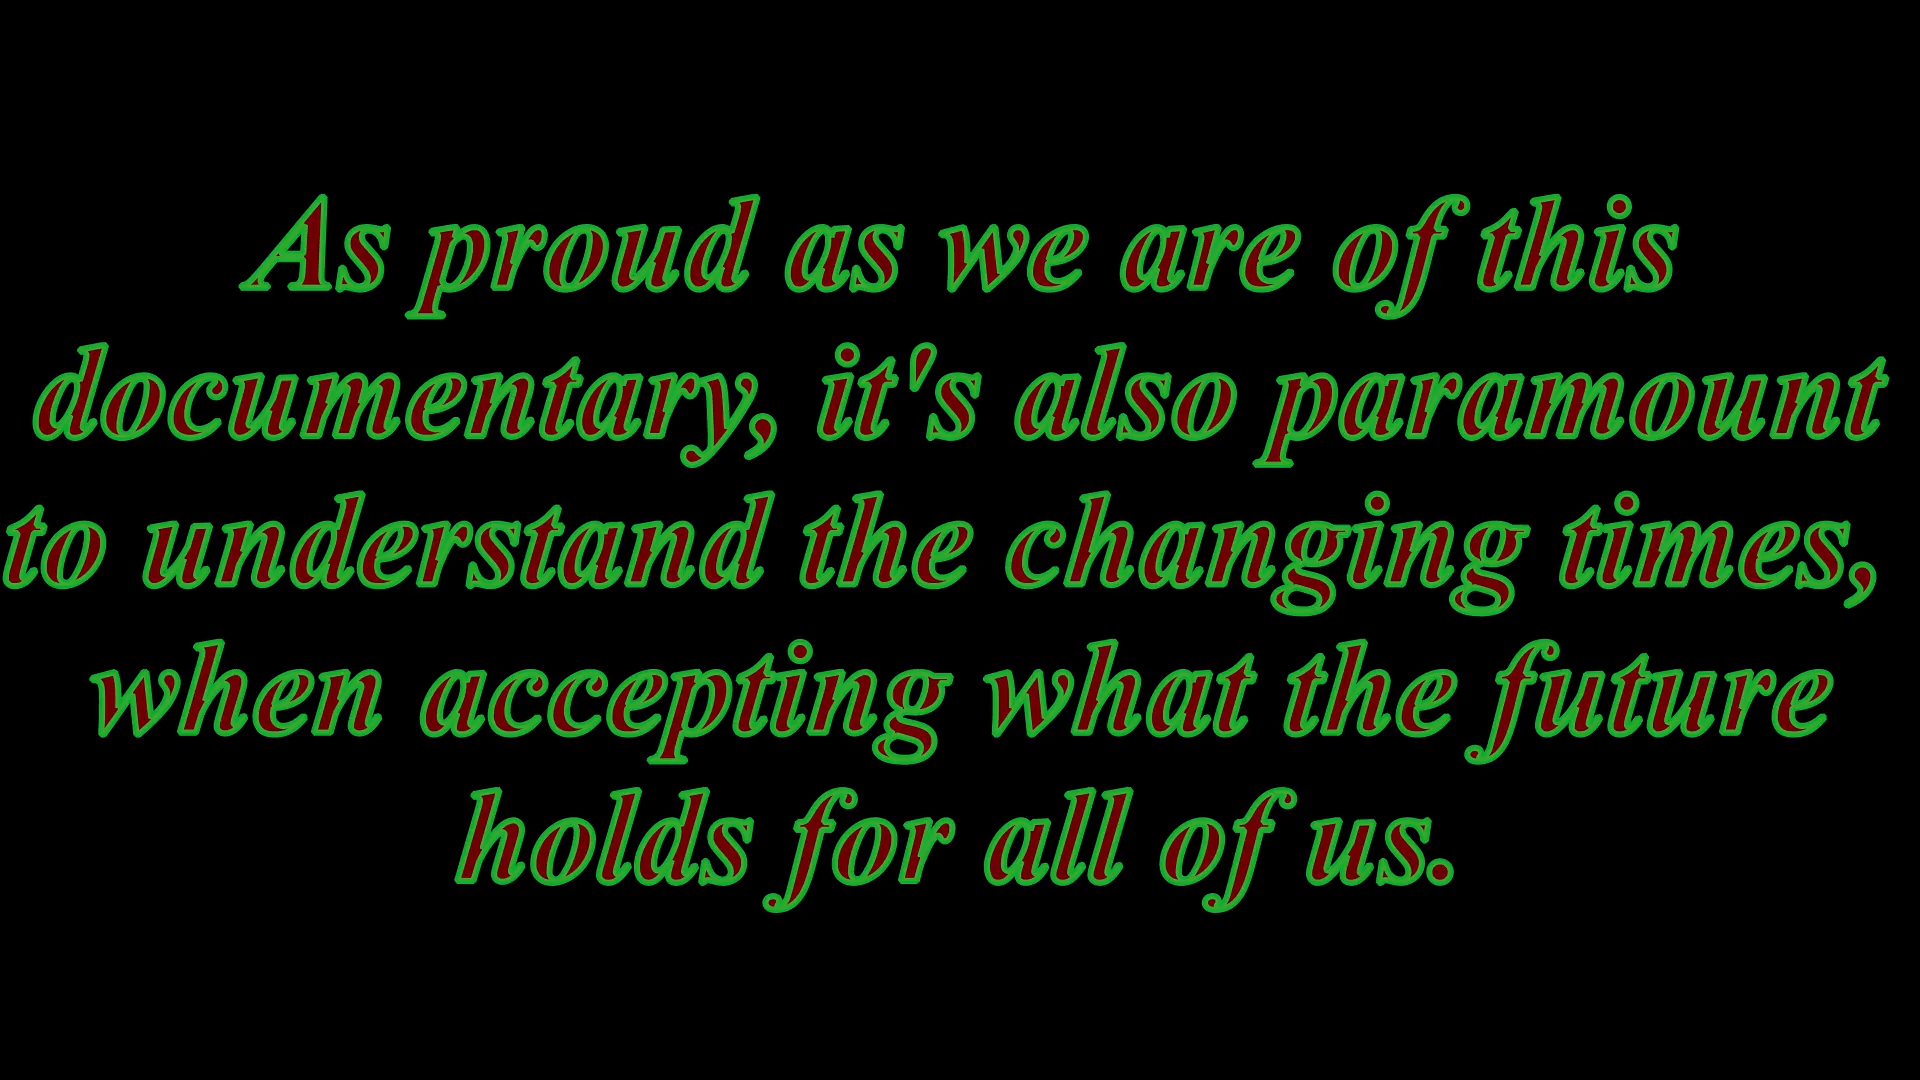 As proud as we are of this
documentary, it's also paramount
to understand the changing times,
when accepting what the future
holds for all of us.